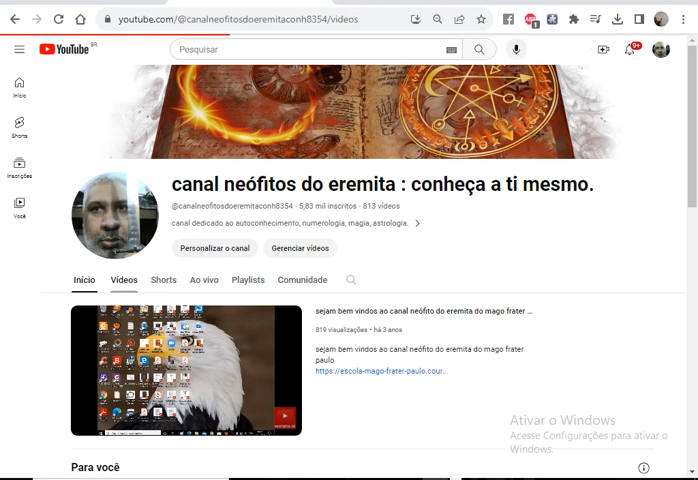 youtube.com/@canalneofitosdoeremitaconh8354/videos
1
YouTube BR
Pesquisar
9+
Início
Shorts
Inscrições
Você
canal neófitos do eremita : conheça a ti mesmo.
@canalneofitosdoeremitaconh8354 · 5,83 mil inscritos · 813 vídeos
canal dedicado ao autoconhecimento, numerologia, magia, astrologia.
Personalizar o canal Gerenciar vídeos
Início Vídeos Shorts Ao vivo Playlists Comunidade
sejam bem vindos ao canal neófito do eremita do mago frater ...
819 visualizações • há 3 anos
sejam bem vindos ao canal neófito do eremita do mago frater
paulo
https://escola-mago-frater-paulo.cour...
Ativar o Windows
Acesse Configurações para ativar o
Windows.
Para você